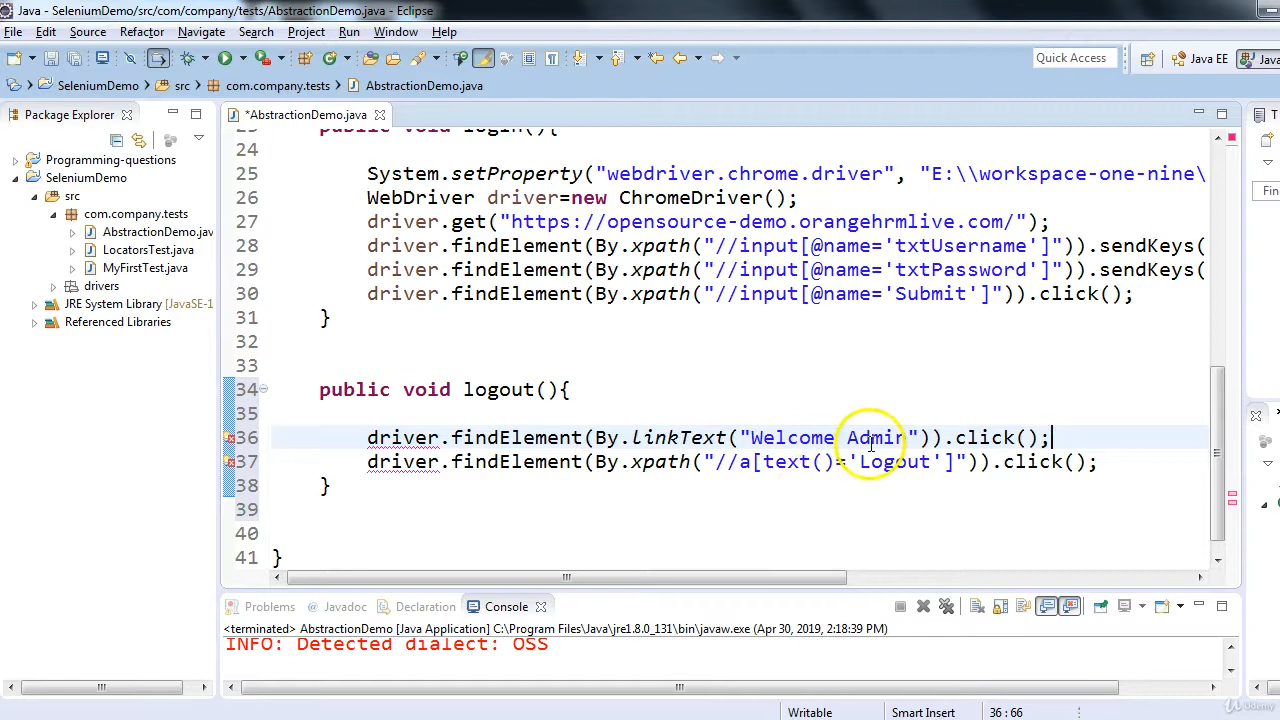 Java - SeleniumDemo/src/com/company/tests/AbstractionDemo.java - Eclipse
File Edit Source Refactor Navigate Search Project Run Window Help
Quick Access
Java EE
Java
SeleniumDemo
src
com.company.tests
AbstractionDemo.java
Package Explorer
*AbstractionDemo.java
Programming-questions
SeleniumDemo
src
com.company.tests
AbstractionDemo.jav
LocatorsTest.java
MyFirstTest.java
drivers
JRE System Library [JavaSE-1
Referenced Libraries
23 public void login(){
24
25 System.setProperty("webdriver.chrome.driver", "E:\\workspace-one-nine\
26 WebDriver driver=new ChromeDriver();
27 driver.get("https://opensource-demo.orangehrmlive.com/");
28 driver.findElement(By.xpath("//input[@name='txtUsername']")).sendKeys(
29 driver.findElement(By.xpath("//input[@name='txtPassword']")).sendKeys(
30 driver.findElement(By.xpath("//input[@name='Submit']")).click();
31 }
32
33
34 public void logout(){
35
36 driver.findElement(By.linkText("Welcome Admin")).click();
37 driver.findElement(By.xpath("//a[text()='Logout']")).click();
38 }
39
40
41 }
T
Find
Problems @ Javadoc Declaration Console
<terminated> AbstractionDemo [Java Application] C:\Program Files\Java\jre1.8.0_131\bin\javaw.exe (Apr 30, 2019, 2:18:39 PM)
INFO: Detected dialect: OSS
Writable
Smart Insert
36 : 66
Udemy